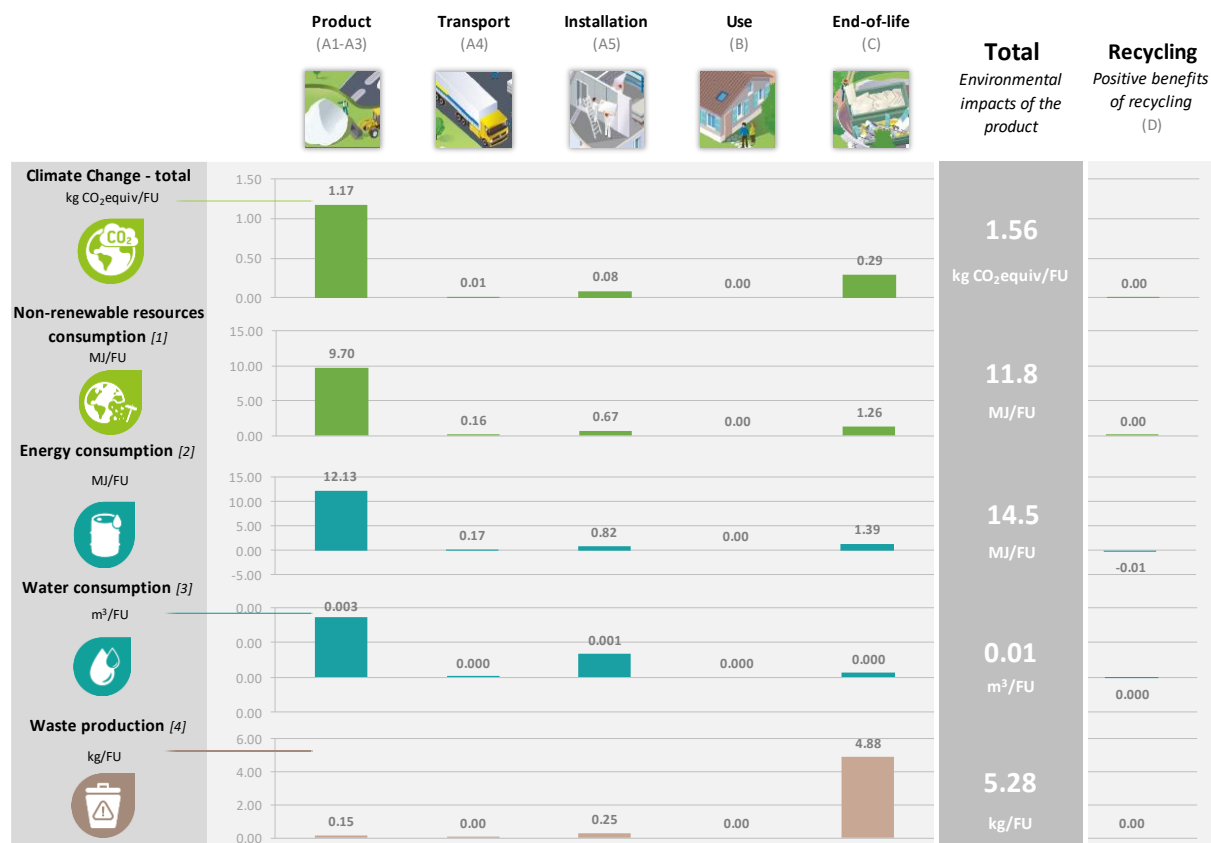 Product
(A1-A3)
Transport
(A4)
Installation
(A5)
Use
(B)
End-of-life
(C)
Total
Environmental
impacts of the
product
Recycling
Positive benefits
of recycling
(D)
Climate Change - total
kg CO₂equiv/FU
CO₂
1.50
1.00
0.50
0.00
1.17
0.01
0.08
0.00
0.29
1.56
kg CO₂equiv/FU
0.00
Non-renewable resources
consumption [1]
MJ/FU
15.00
10.00
5.00
0.00
9.70
0.16
0.67
0.00
1.26
11.8
MJ/FU
0.00
Energy consumption [2]
MJ/FU
15.00
10.00
5.00
0.00
-5.00
12.13
0.17
0.82
0.00
1.39
14.5
MJ/FU
-0.01
Water consumption [3]
m³/FU
0.00
0.00
0.00
0.00
0.003
0.000
0.001
0.000
0.000
0.01
m³/FU
0.000
Waste production [4]
kg/FU
6.00
4.00
2.00
0.00
0.15
0.00
0.25
0.00
4.88
5.28
kg/FU
0.00